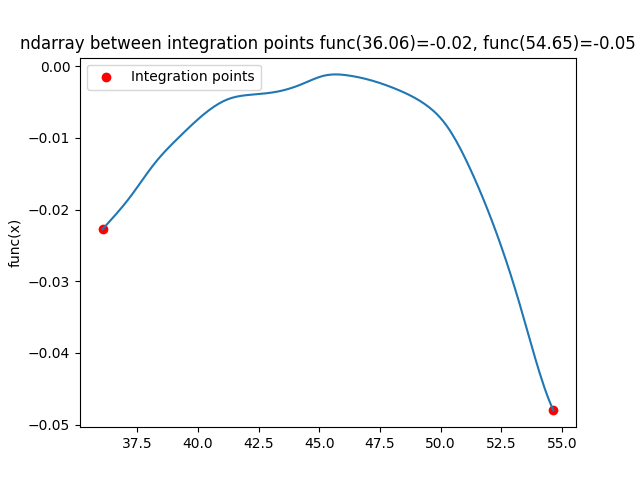 ndarray between integration points func(36.06)=-0.02, func(54.65)=-0.05
Integration points
func(x)
0.00
−0.01
−0.02
−0.03
−0.04
−0.05
37.5 40.0 42.5 45.0 47.5 50.0 52.5 55.0